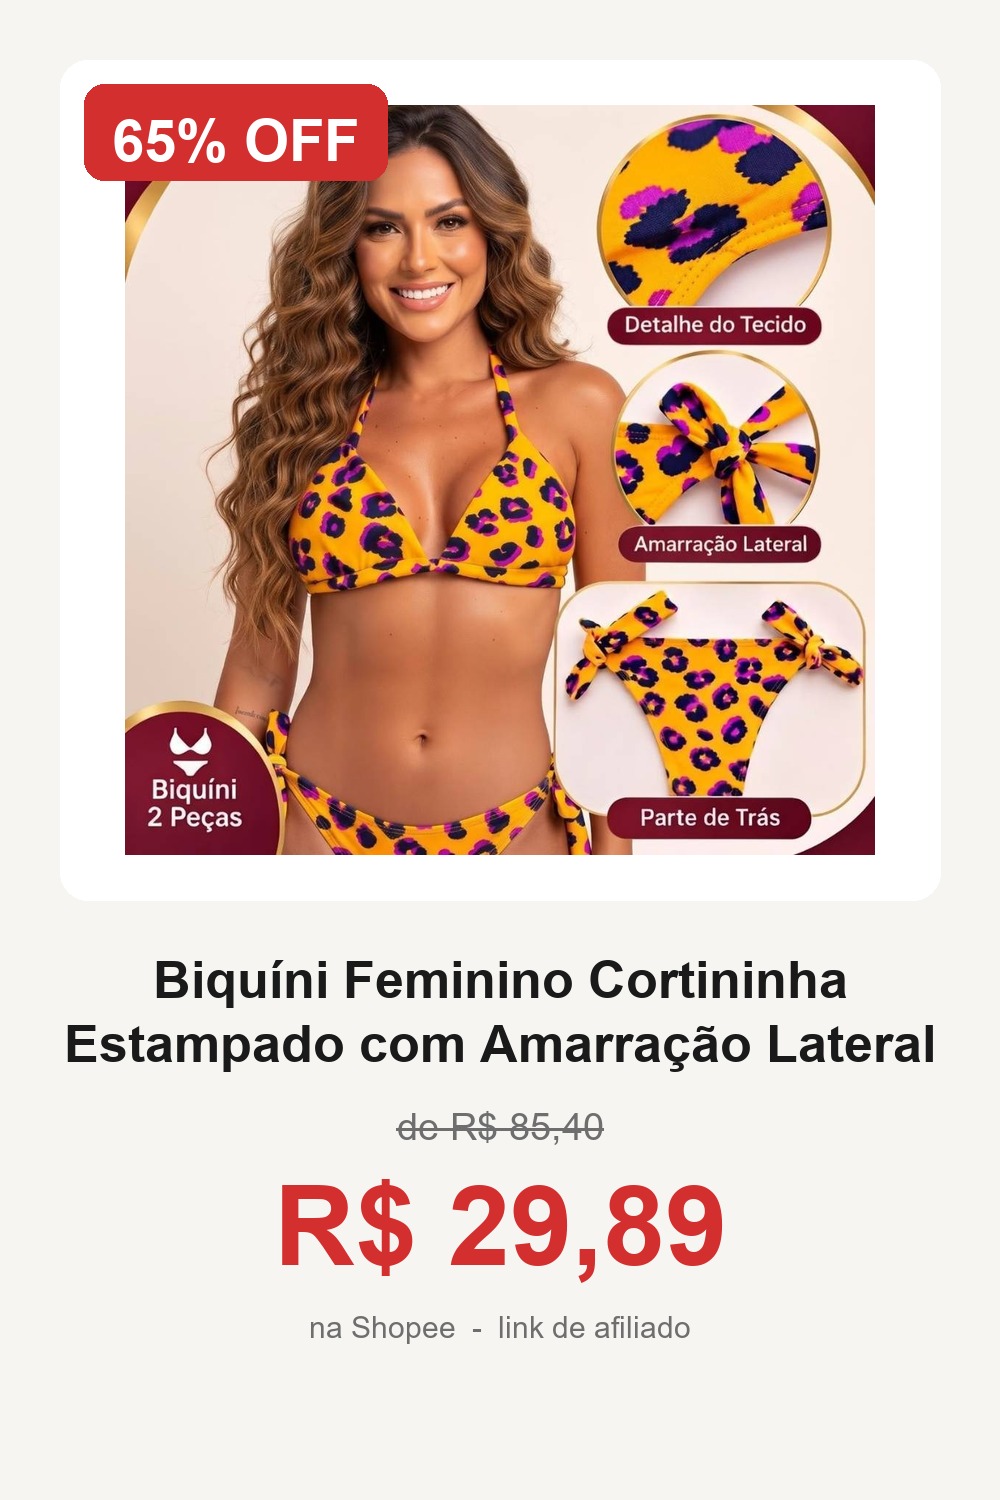 65% OFF
Detalhe do Tecido
Amarração Lateral
Biquíni
2 Peças
Parte de Trás
Biquíni Feminino Cortininha
Estampado com Amarração Lateral
de R$ 85,40
R$ 29,89
na Shopee - link de afiliado